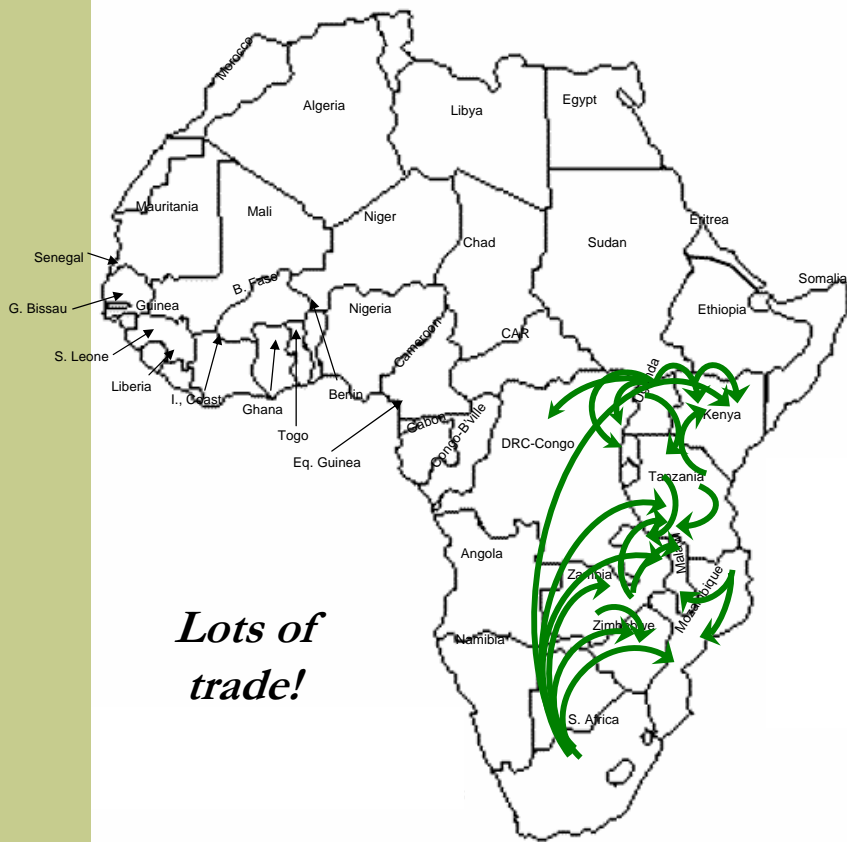 Morocco
Algeria
Libya
Egypt
Mauritania
Mali
Niger
Chad
Sudan
Eritrea
Senegal
B. Faso
Somalia
G. Bissau
Guinea
Nigeria
Ethiopia
S. Leone
CAR
Cameroon
Liberia
I., Coast
Ghana
Benin
Uganda
Kenya
Togo
Gabon
Congo-B'ville
DRC-Congo
Eq. Guinea
Tanzania
Angola
Malawi
Zambia
Mozambique
Zimbabwe
Namibia
Lots of
trade!
S. Africa